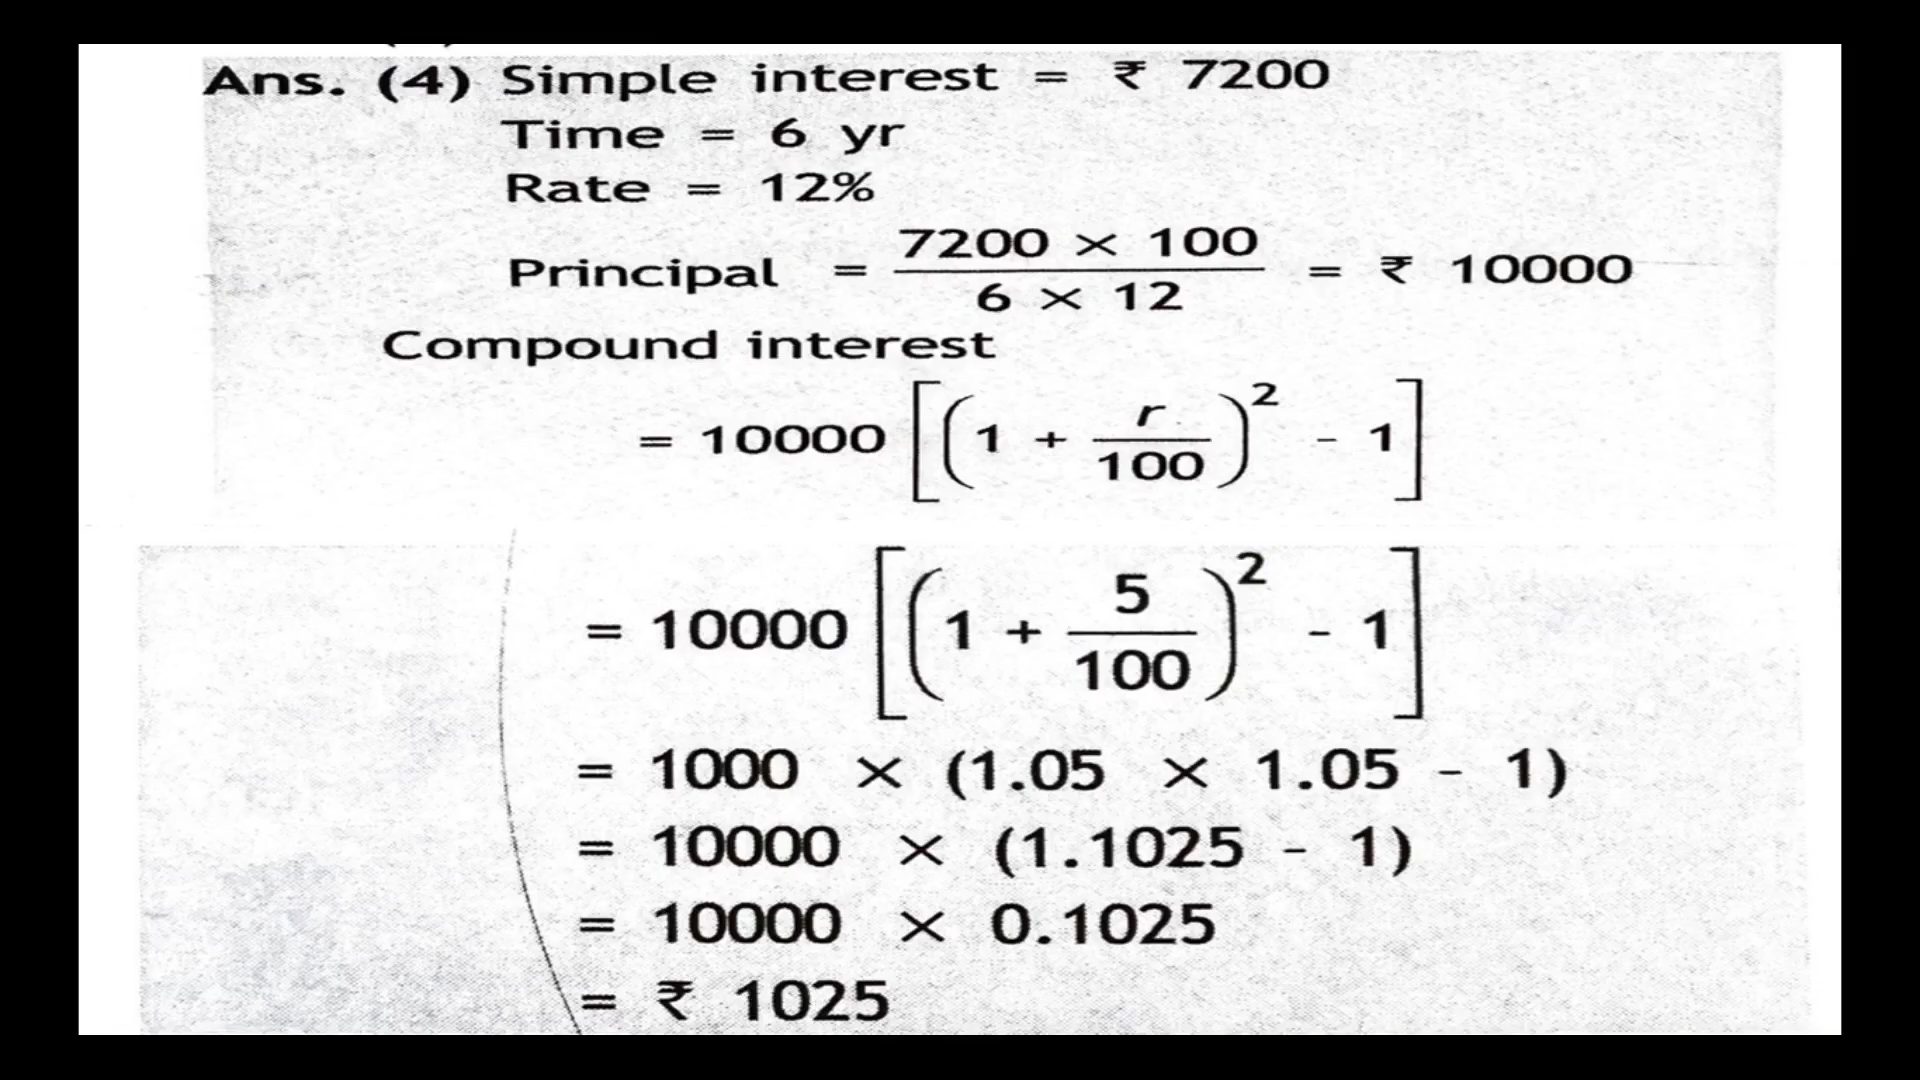 Ans. (4) Simple interest = ₹ 7200
Time = 6 yr
Rate = 12%
Principal = 7200 × 100 / 6 × 12 = ₹ 10000
Compound interest
= 10000 [(1 + r/100)² - 1]
= 10000 [(1 + 5/100)² - 1]
= 1000 × (1.05 × 1.05 - 1)
= 10000 × (1.1025 - 1)
= 10000 × 0.1025
= ₹ 1025